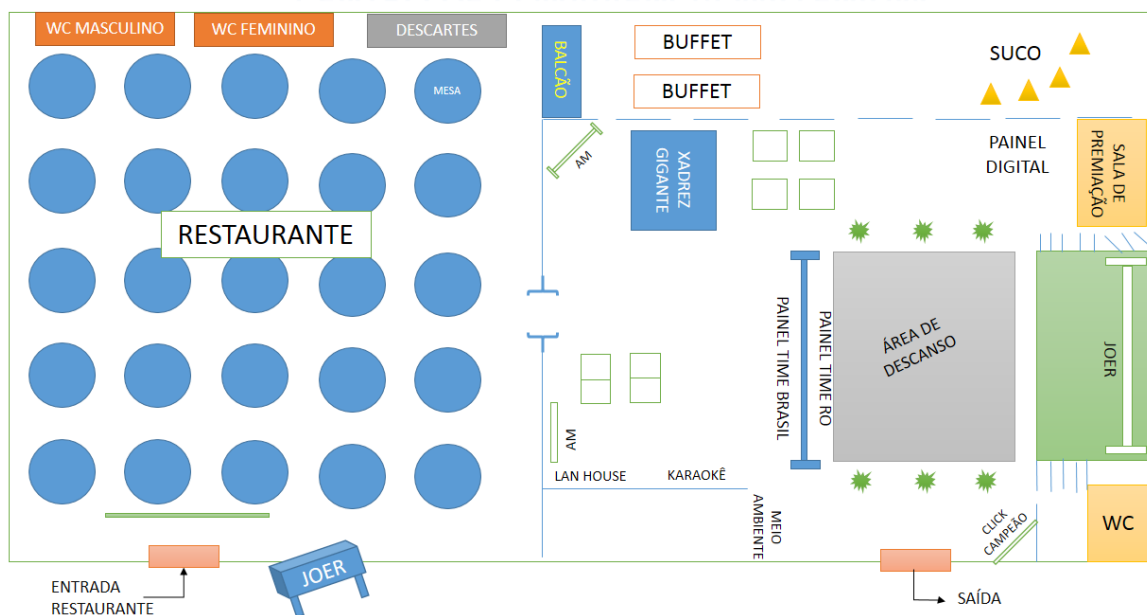 WC MASCULINO
WC FEMININO
DESCARTES
BALCÃO
BUFFET
BUFFET
SUCO
MESA
AM
XADREZ
GIGANTE
PAINEL
DIGITAL
SALA DE
PREMIAÇÃO
RESTAURANTE
PAINEL TIME BRASIL
PAINEL TIME RO
ÁREA DE
DESCANSO
JOER
AM
LAN HOUSE
KARAOKÊ
MEIO
AMBIENTE
CLICK
CAMPEÃO
WC
JOER
ENTRADA
RESTAURANTE
SAÍDA